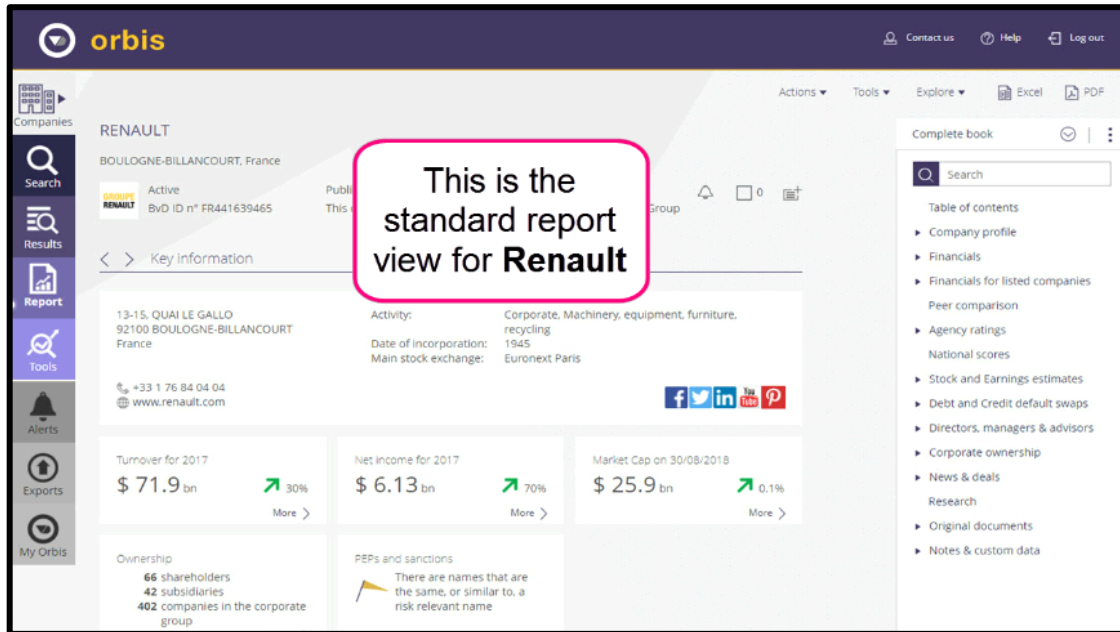 orbis
Contact us
Help
Log out
Companies
Search
Results
Report
Tools
Alerts
Exports
My Orbis
Actions
Tools
Explore
Excel
PDF
RENAULT
BOULOGNE-BILLANCOURT, France
GROUPE
RENAULT
Active
BvD ID n° FR441639465
This
Group
0
This is the
standard report
view for Renault
Key information
13-15, QUAI LE GALLO
92100 BOULOGNE-BILLANCOURT
France
+33 1 76 84 04 04
www.renault.com
Activity: Corporate, Machinery, equipment, furniture,
recycling
Date of incorporation: 1945
Main stock exchange: Euronext Paris
You
Tube
Turnover for 2017
$ 71.9 bn 30%
More
Net income for 2017
$ 6.13 bn 70%
More
Market Cap on 30/08/2018
$ 25.9 bn 0.1%
More
Ownership
66 shareholders
42 subsidiaries
402 companies in the corporate
group
PEPs and sanctions
There are names that are
the same, or similar to, a
risk relevant name
Complete book
Search
Table of contents
Company profile
Financials
Financials for listed companies
Peer comparison
Agency ratings
National scores
Stock and Earnings estimates
Debt and Credit default swaps
Directors, managers & advisors
Corporate ownership
News & deals
Research
Original documents
Notes & custom data